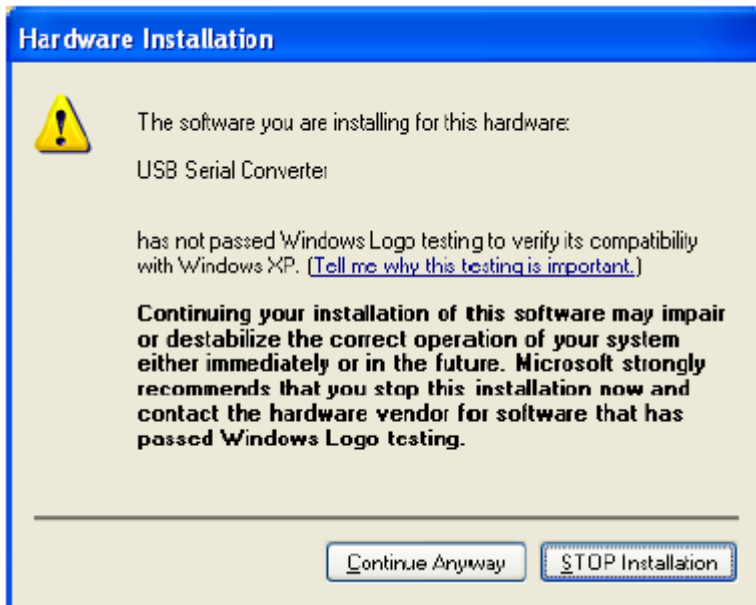 Hardware Installation
The software you are installing for this hardware:
USB Serial Converter
has not passed Windows Logo testing to verify its compatibility
with Windows XP. (Tell me why this testing is important.)
Continuing your installation of this software may impair
or destabilize the correct operation of your system
either immediately or in the future. Microsoft strongly
recommends that you stop this installation now and
contact the hardware vendor for software that has
passed Windows Logo testing.
Continue Anyway
STOP Installation